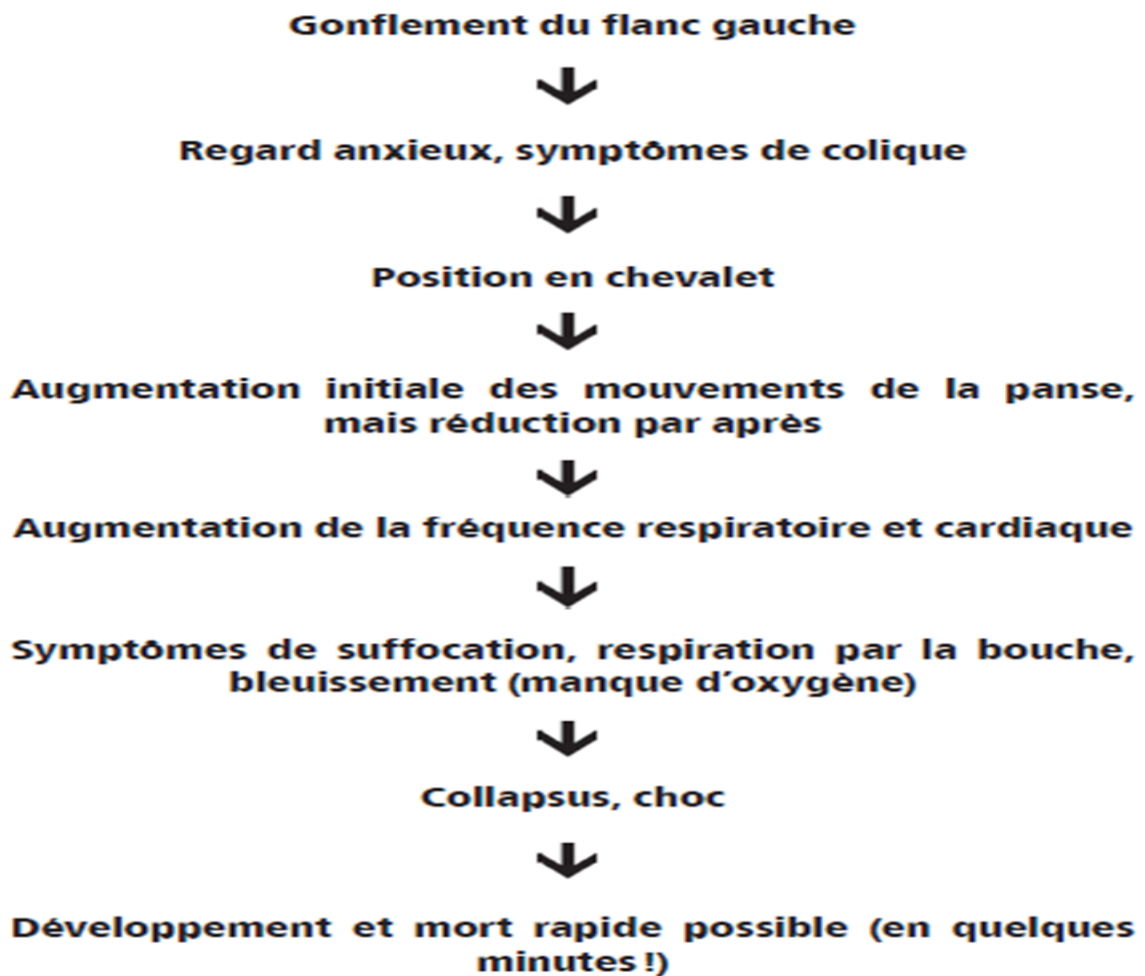 Gonflement du flanc gauche
Regard anxieux, symptômes de colique
Position en chevalet
Augmentation initiale des mouvements de la panse,
mais réduction par après
Augmentation de la fréquence respiratoire et cardiaque
Symptômes de suffocation, respiration par la bouche,
bleuissement (manque d'oxygène)
Collapsus, choc
Développement et mort rapide possible (en quelques
minutes !)